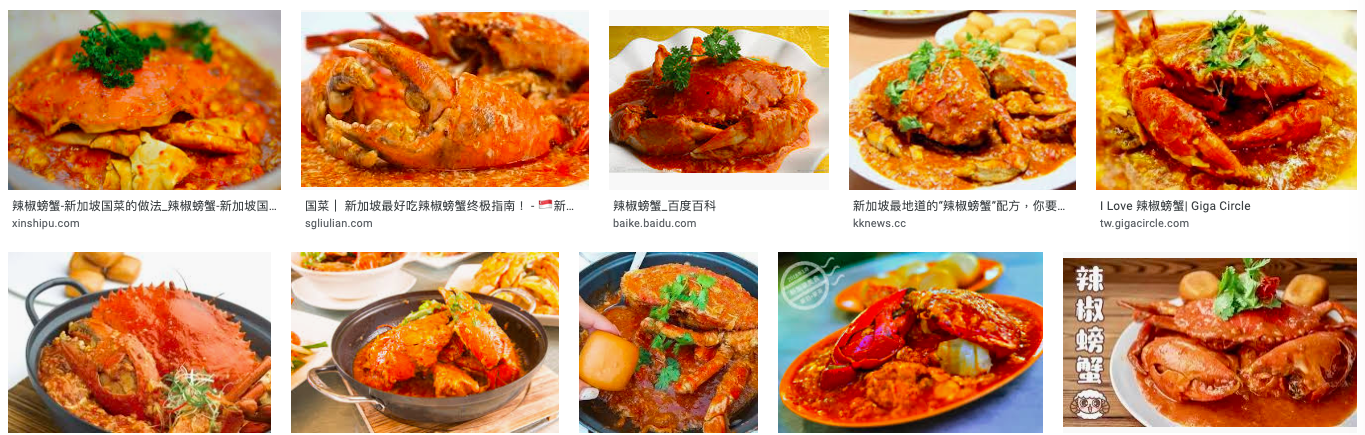 辣椒螃蟹-新加坡国菜的做法_辣椒螃蟹-新加坡国...
国菜｜ 新加坡最好吃辣椒螃蟹终极指南！ - 🇸🇬新...
辣椒螃蟹_百度百科
新加坡最地道的“辣椒螃蟹”配方，你要...
I Love 辣椒螃蟹| Giga Circle
xinshipu.com
sgliulian.com
baike.baidu.com
kknews.cc
tw.gigacircle.com
辣椒螃蟹